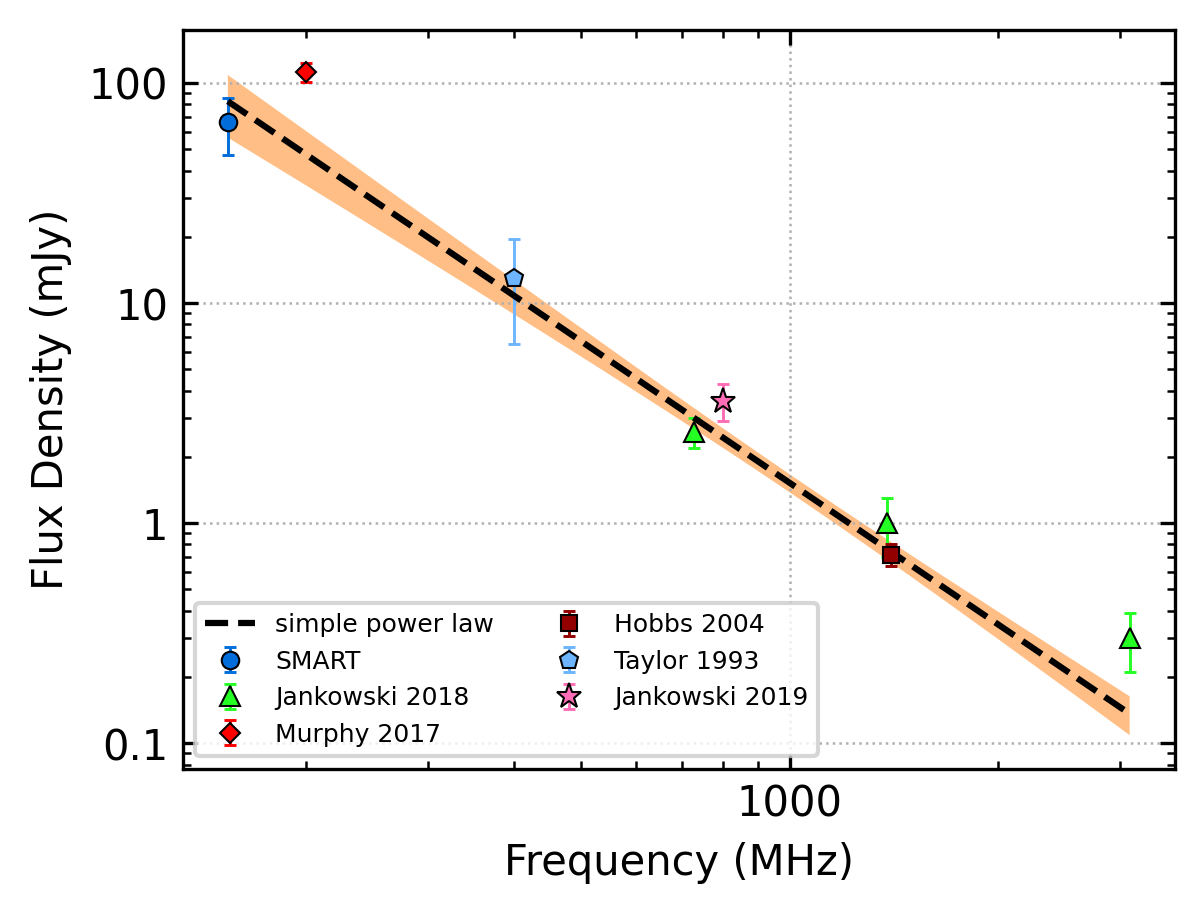 100
10
1
0.1
Flux Density (mJy)
simple power law
SMART
Jankowski 2018
Murphy 2017
Hobbs 2004
Taylor 1993
Jankowski 2019
1000
Frequency (MHz)